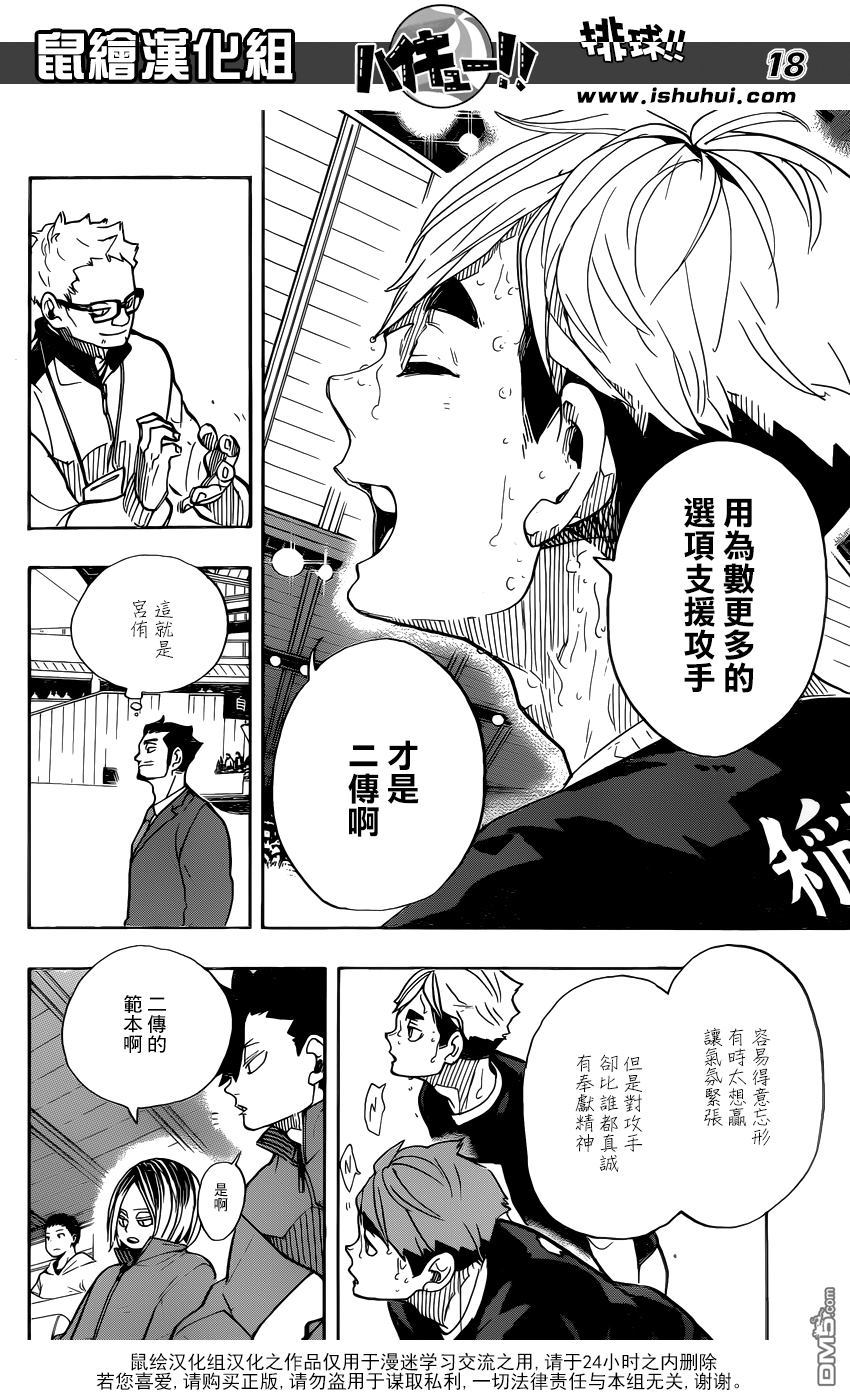 鼠繪漢化組
ハイキュー!!
排球!!
18
www.ishuhui.com
用為數更多的
選項支援攻手
才是
二傳啊
稲
這就是
宮侑
容易得意忘形
有時太想贏
讓氣氛緊張
但是對攻手
卻比誰都真誠
有奉獻精神
二傳的
範本啊
是啊
鼠绘汉化组汉化之作品仅用于漫迷学习交流之用, 请于24小时之内删除
若您喜爱, 请购买正版, 请勿盗用于谋取私利, 一切法律责任与本组无关, 谢谢.
DM5.com